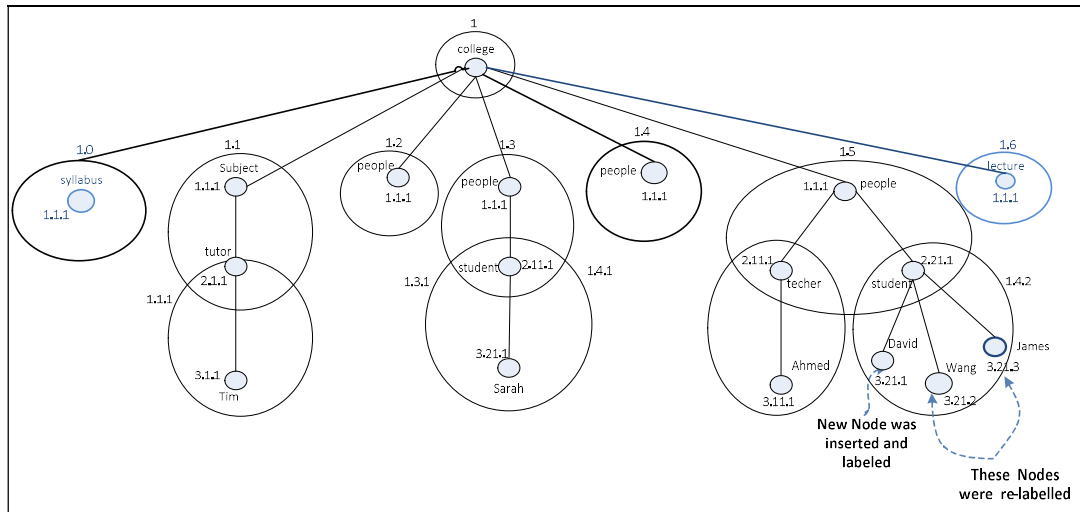 1
college
1.0
1.1
1.2
1.3
1.4
1.5
1.6
syllabus
1.1.1
Subject
1.1.1
people
1.1.1
people
1.1.1
people
1.1.1
1.1.1
people
lecture
1.1.1
tutor
2.1.1
student
2.11.1
2.11.1
techer
2.21.1
student
1.1.1
1.3.1
1.4.1
1.4.2
3.1.1
Tim
3.21.1
Sarah
Ahmed
3.11.1
David
3.21.1
Wang
3.21.2
James
3.21.3
New Node was
inserted and
labeled
These Nodes
were re-labelled